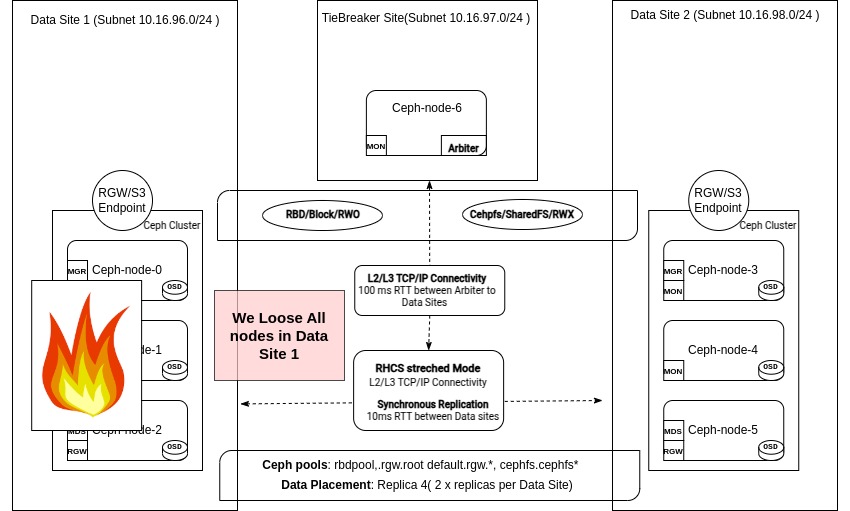 Data Site 1 (Subnet 10.16.96.0/24 )
TieBreaker Site(Subnet 10.16.97.0/24 )
Data Site 2 (Subnet 10.16.98.0/24 )
Ceph-node-6
MON
Arbiter
RGW/S3
Endpoint
Ceph Cluster
RBD/Block/RWO
Cehpfs/SharedFS/RWX
RGW/S3
Endpoint
Ceph Cluster
MGR
Ceph-node-0
OSD
de-1
OSD
MDS
Ceph-node-2
RGW
OSD
We Loose All
nodes in Data
Site 1
L2/L3 TCP/IP Connectivity
100 ms RTT between Arbiter to
Data Sites
RHCS streched Mode
L2/L3 TCP/IP Connectivity
Synchronous Replication
10ms RTT between Data sites
MGR
Ceph-node-3
MON
OSD
Ceph-node-4
MON
OSD
MDS
Ceph-node-5
RGW
OSD
Ceph pools: rbdpool,.rgw.root default.rgw.*, cephfs.cephfs*
Data Placement: Replica 4( 2 x replicas per Data Site)